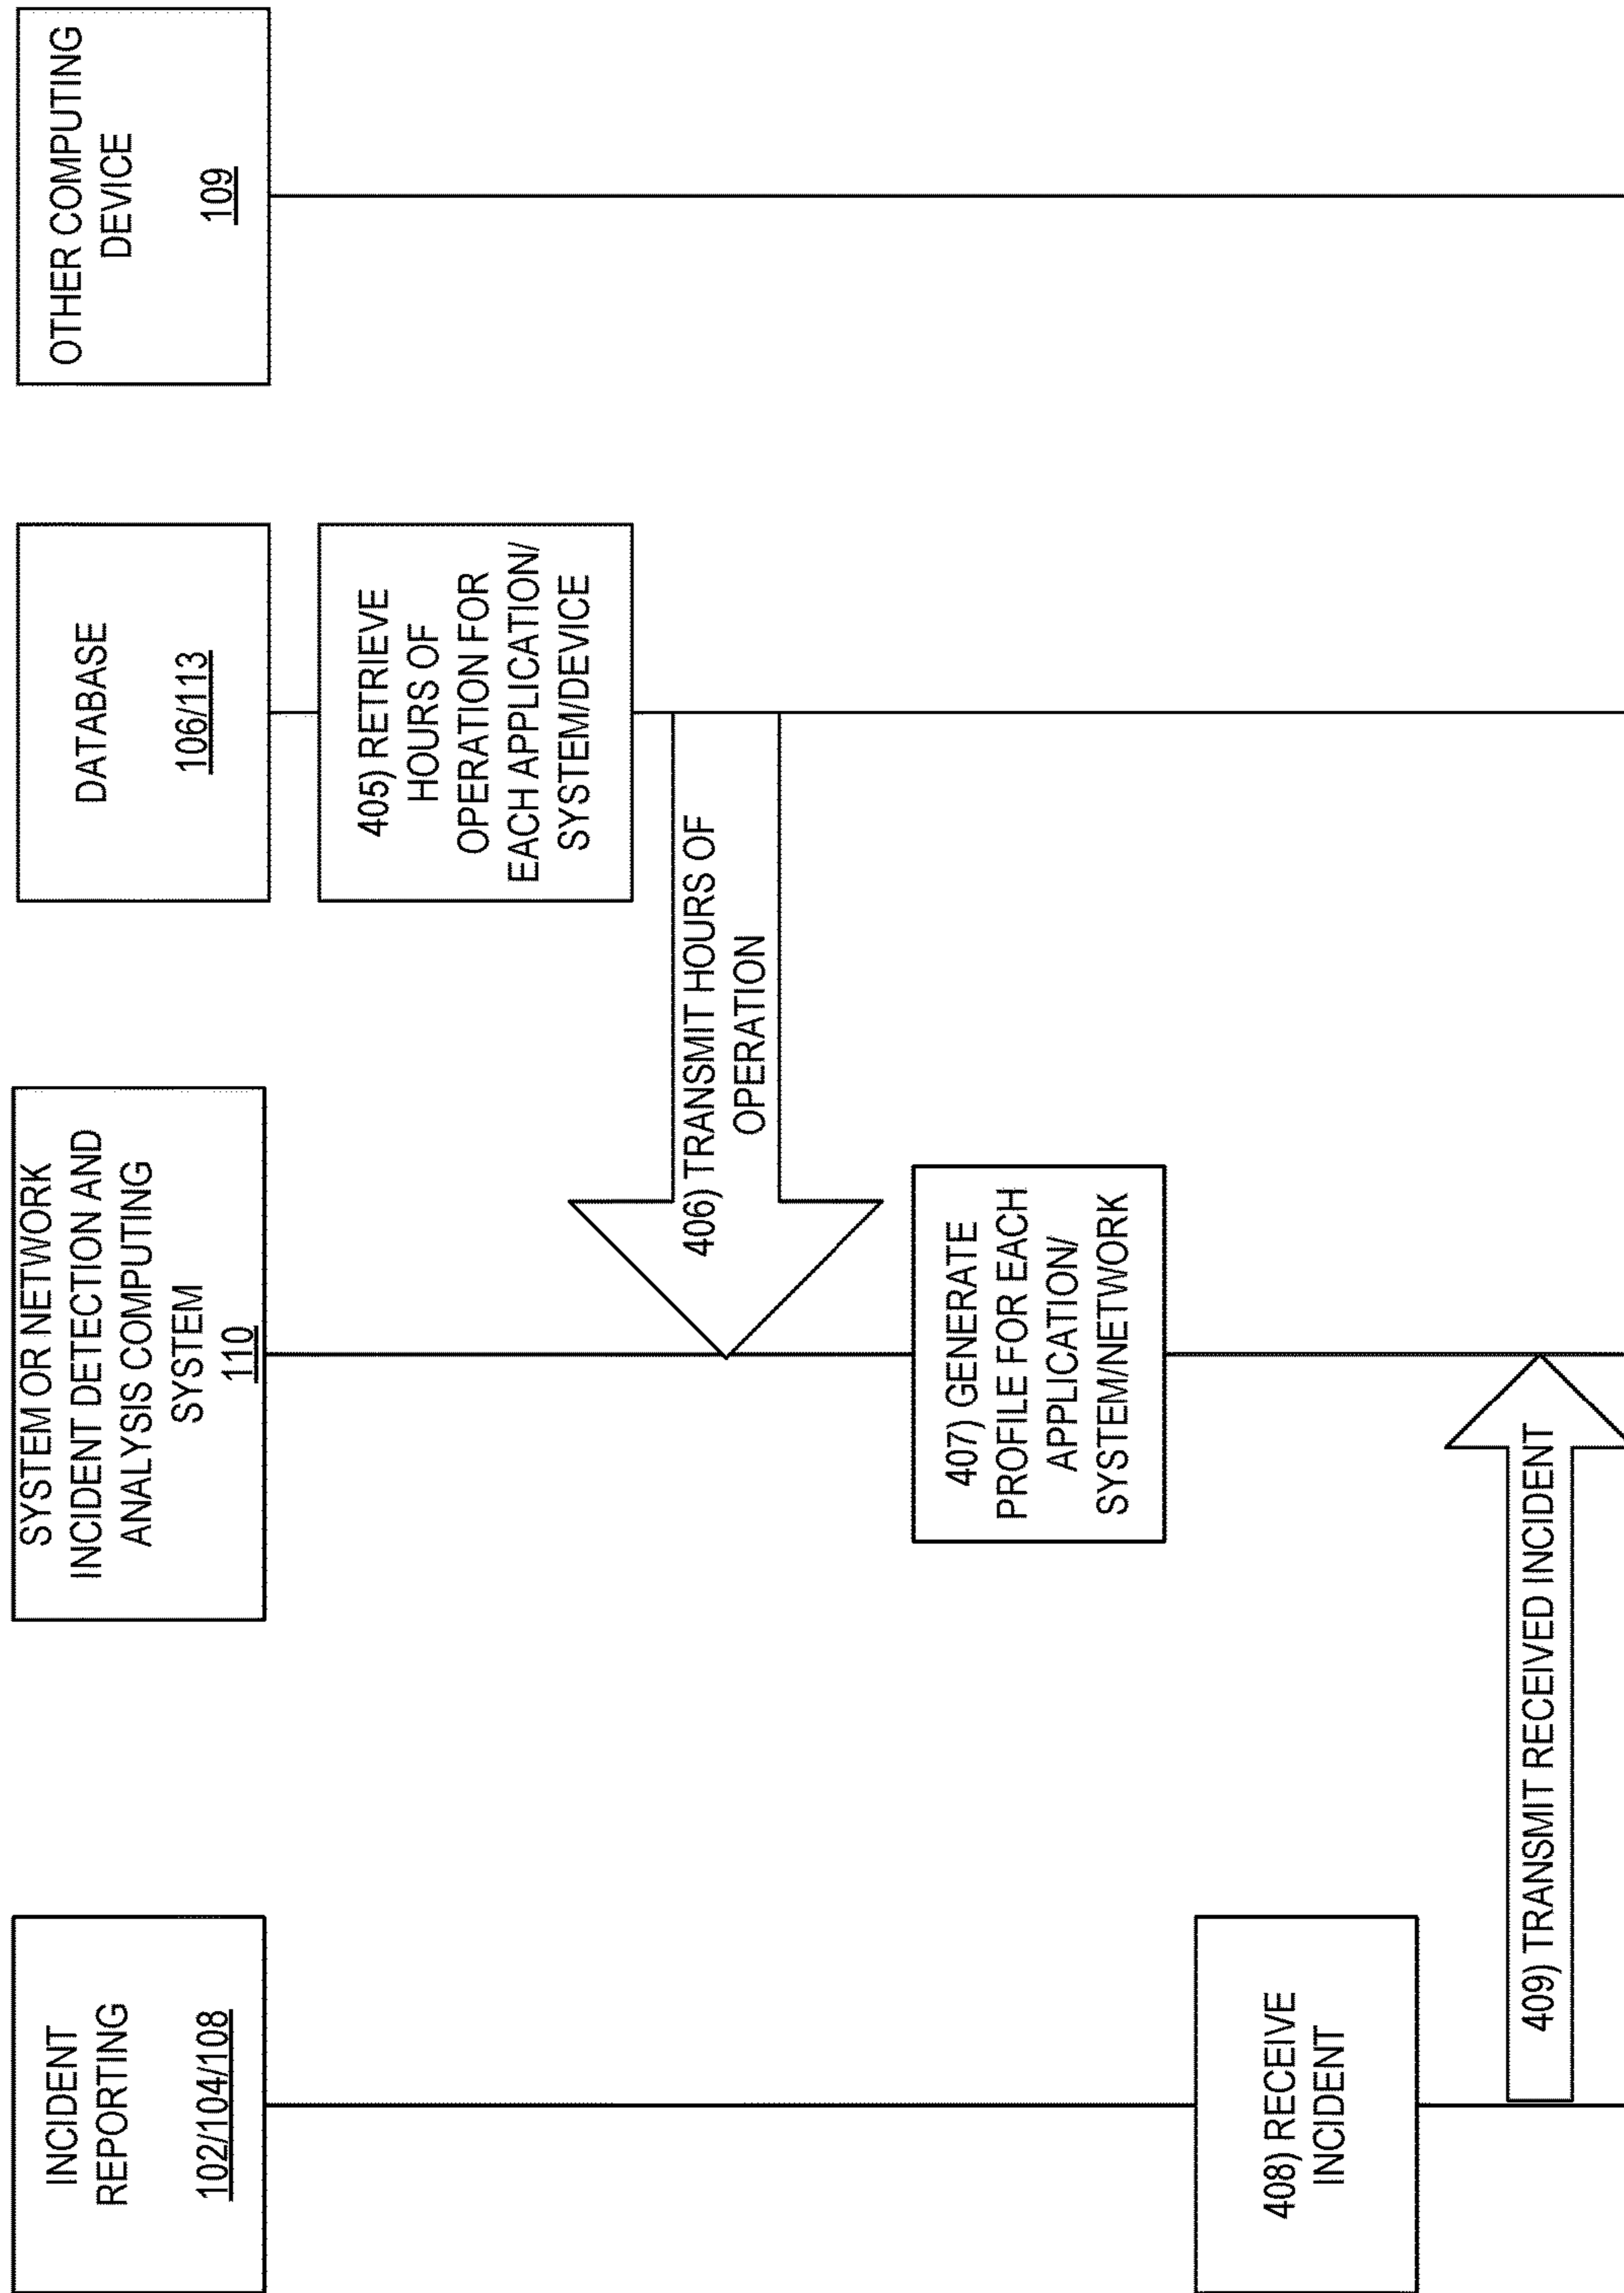 INCIDENT
REPORTING
102/104/108
SYSTEM OR NETWORK
INCIDENT DETECTION AND
ANALYSIS COMPUTING
SYSTEM
110
DATABASE
106/113
OTHER COMPUTING
DEVICE
109
405) RETRIEVE
HOURS OF
OPERATION FOR
EACH APPLICATION/
SYSTEM/DEVICE
406) TRANSMIT HOURS OF
OPERATION
407) GENERATE
PROFILE FOR EACH
APPLICATION/
SYSTEM/NETWORK
408) RECEIVE
INCIDENT
409) TRANSMIT RECEIVED INCIDENT